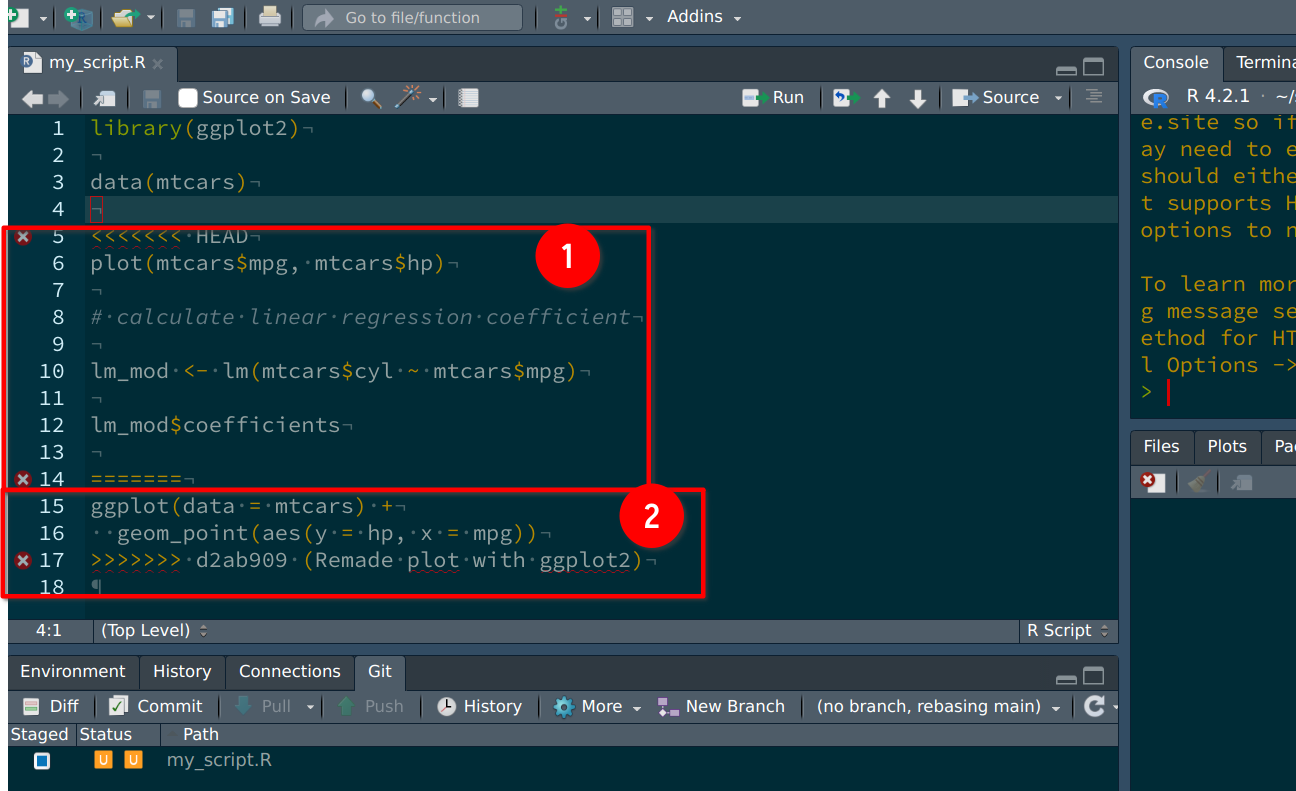 Go to file/function
Addins
my_script.R
Source on Save
Run
Source
1 library(ggplot2)¬
2 ¬
3 data(mtcars)¬
4 ¬
5 <<<<<<<·HEAD¬
6 plot(mtcars$mpg,·mtcars$hp)¬
7 ¬
8 #·calculate·linear·regression·coefficient¬
9 ¬
10 lm_mod·<-·lm(mtcars$cyl·~·mtcars$mpg)¬
11 ¬
12 lm_mod$coefficients¬
13 ¬
14 =======¬
15 ggplot(data·=·mtcars)·+¬
16 ··geom_point(aes(y·=·hp,·x·=·mpg))¬
17 >>>>>>>·d2ab909·(Remade·plot·with·ggplot2)¬
18 ¶
1
2
4:1 (Top Level) R Script
Environment History Connections Git
Diff Commit Pull Push History More New Branch (no branch, rebasing main)
Staged Status Path
U U my_script.R
Console
R 4.2.1 · ~/
e.site so if
ay need to e
should eithe
t supports H
options to n
To learn mor
g message se
ethod for HT
l Options ->
>
Files Plots